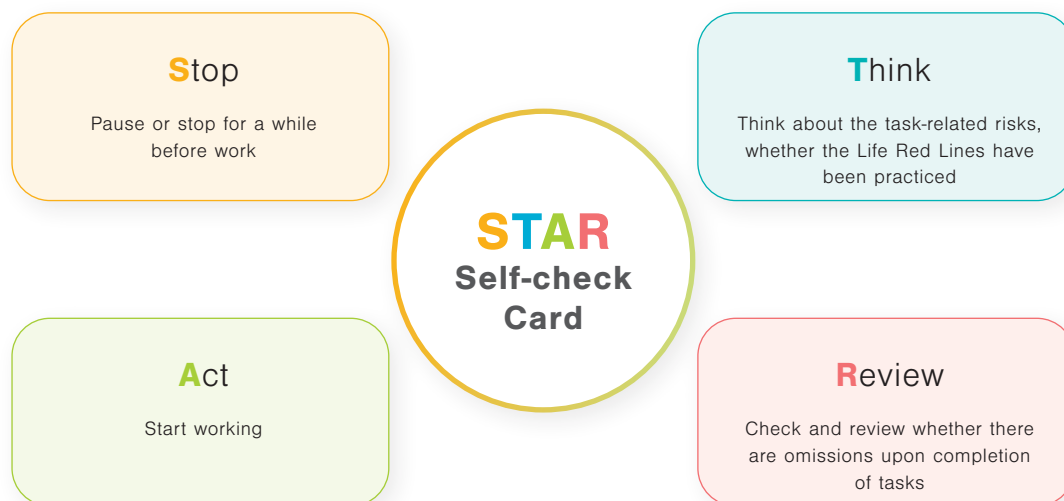 Stop
Pause or stop for a while
before work
Think
Think about the task-related risks,
whether the Life Red Lines have
been practiced
STAR
Self-check
Card
Act
Start working
Review
Check and review whether there
are omissions upon completion
of tasks